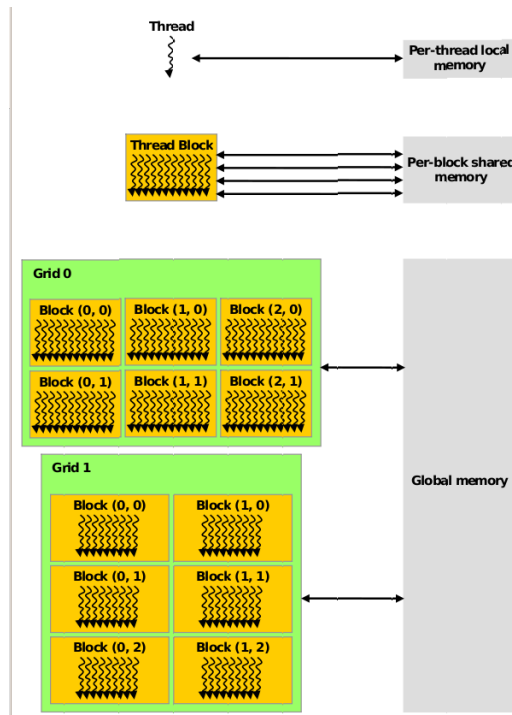 Thread
Per-thread local
memory
Thread Block
Per-block shared
memory
Grid 0
Block (0, 0) Block (1, 0) Block (2, 0)
Block (0, 1) Block (1, 1) Block (2, 1)
Grid 1
Block (0, 0) Block (1, 0)
Block (0, 1) Block (1, 1)
Block (0, 2) Block (1, 2)
Global memory